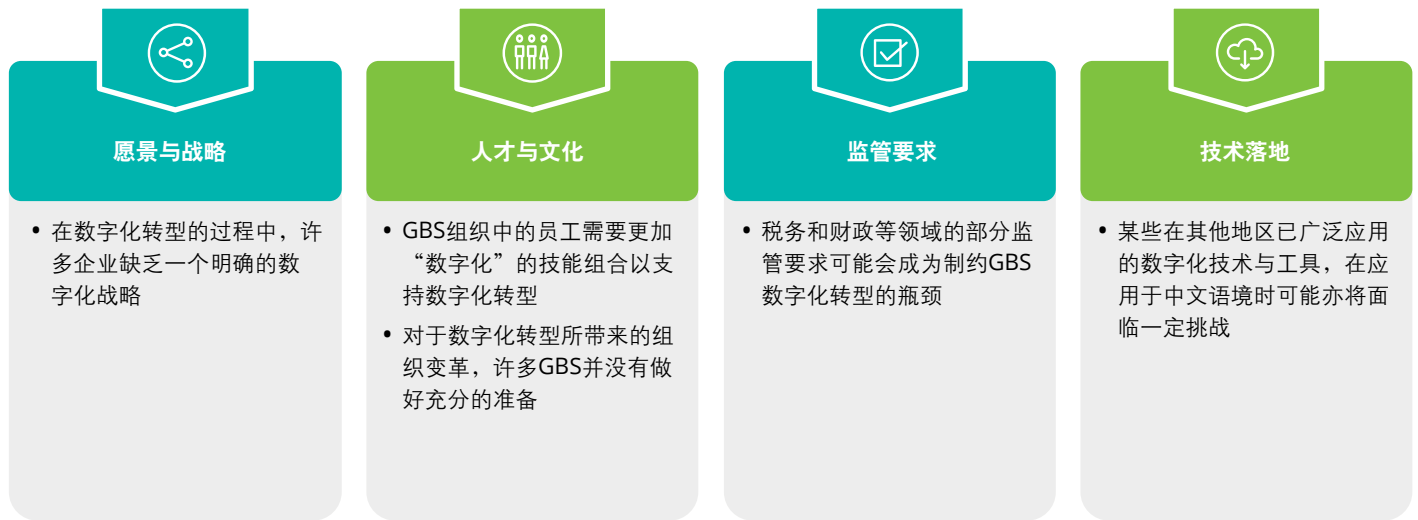 愿景与战略
• 在数字化转型的过程中，许
多企业缺乏一个明确的数
字化战略
人才与文化
• GBS组织中的员工需要更加
“数字化”的技能组合以支
持数字化转型
• 对于数字化转型所带来的组
织变革，许多GBS并没有做
好充分的准备
监管要求
• 税务和财政等领域的部分监
管要求可能会成为制约GBS
数字化转型的瓶颈
技术落地
• 某些在其他地区已广泛应用
的数字化技术与工具，在应
用于中文语境时可能亦将面
临一定挑战